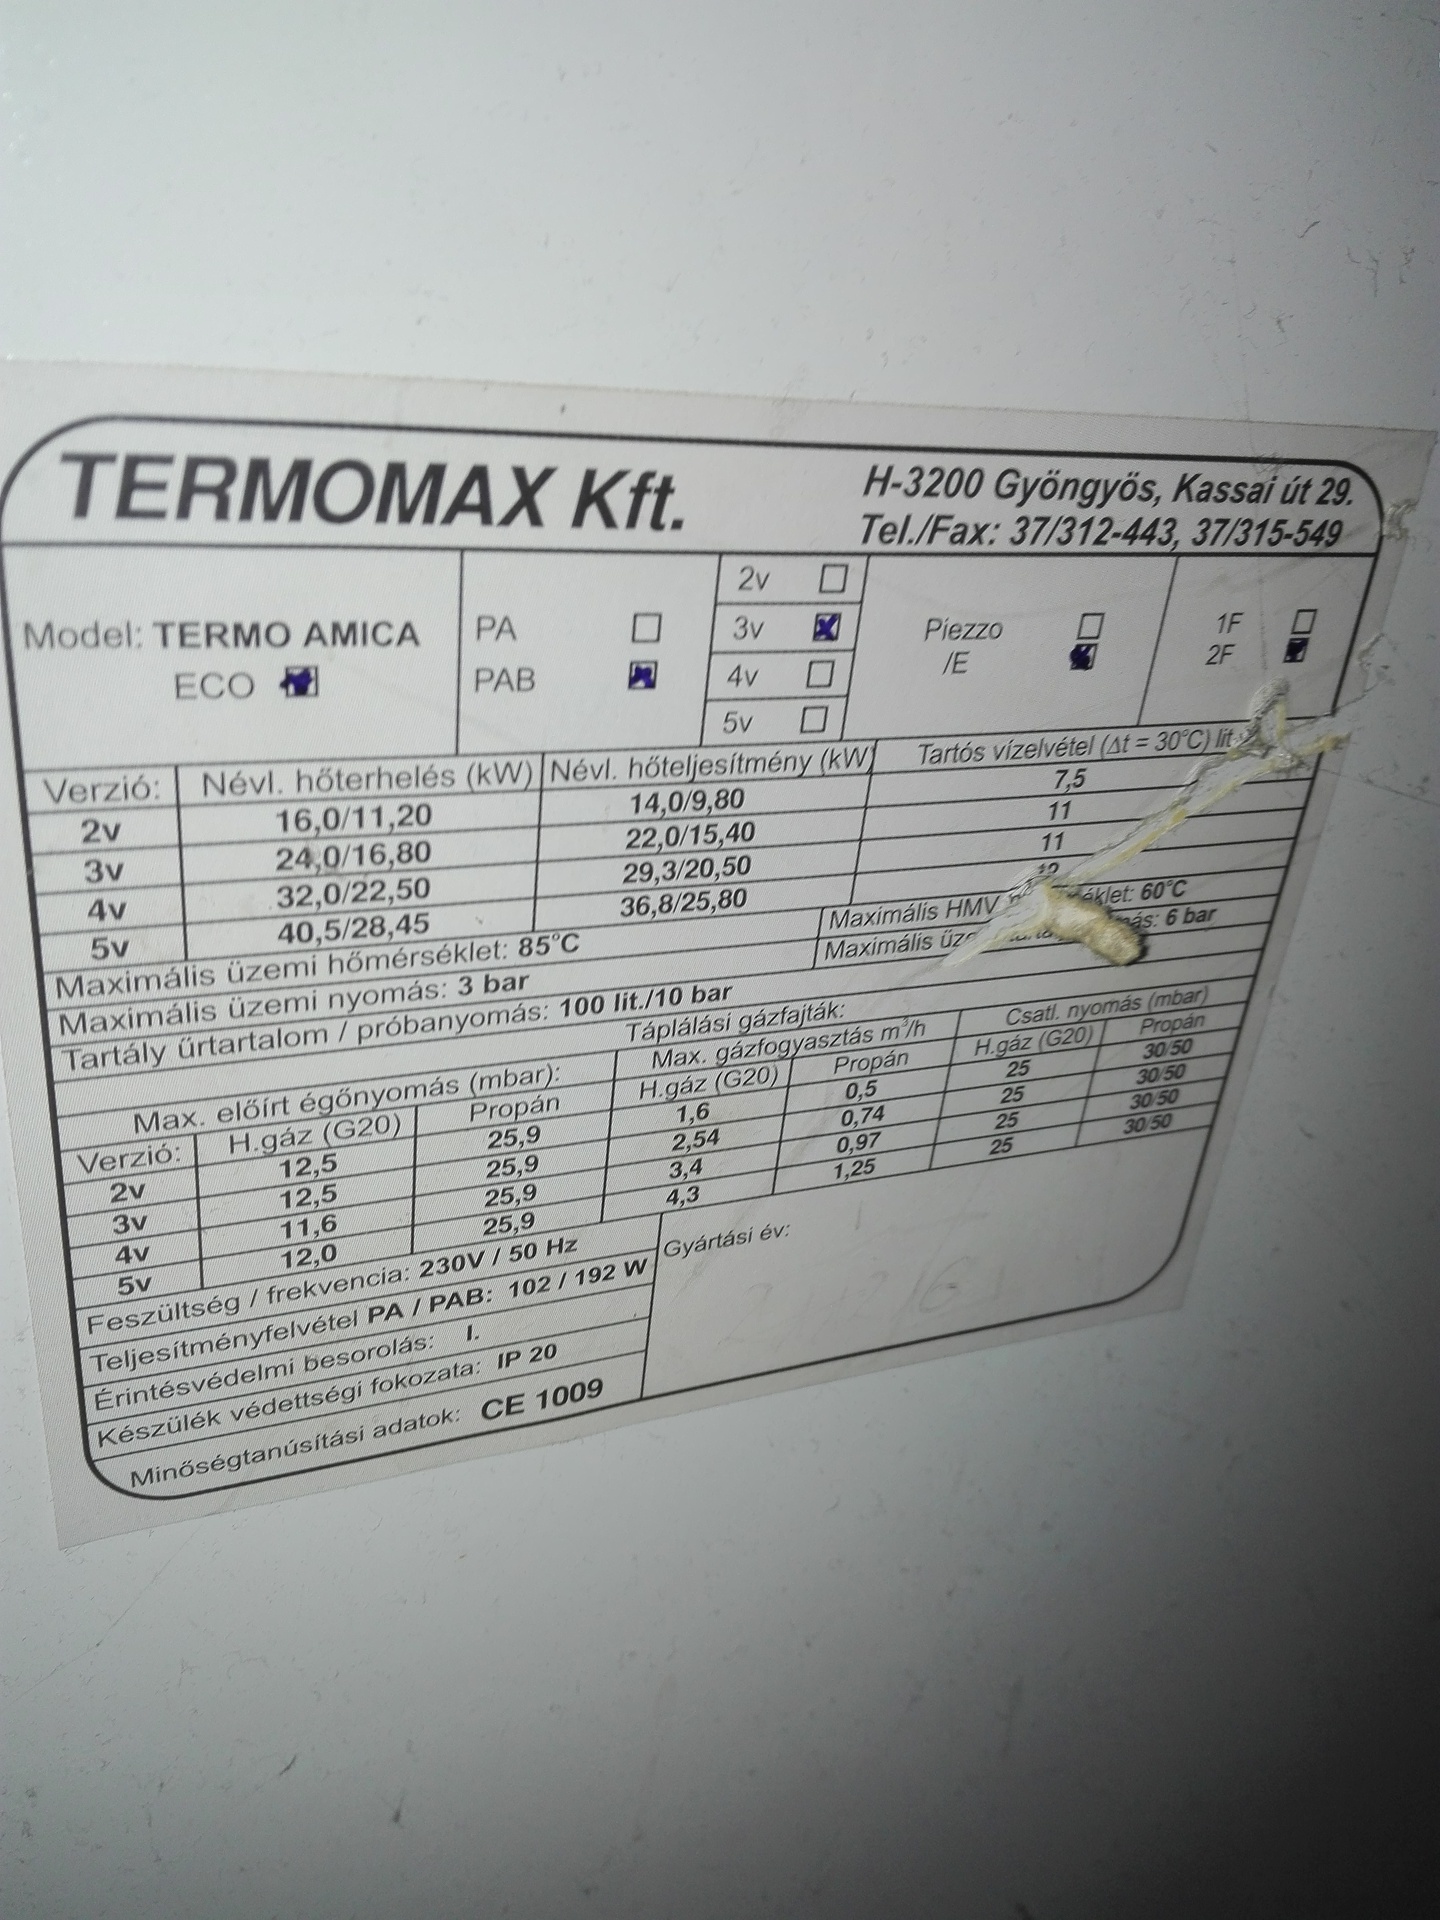 TERMOMAX Kft.
H-3200 Gyöngyös, Kassai út 29.
Tel./Fax: 37/312-443, 37/315-549
Model: TERMO AMICA
ECO
PA
PAB
2v
3v
4v
5v
Piezzo
/E
1F
2F
Verzió: Névl. hőterhelés (kW) Névl. hőteljesítmény (kW) Tartós vízelvétel (Δt = 30°C) lit
2v 16,0/11,20 14,0/9,80 7,5
3v 24,0/16,80 22,0/15,40 11
4v 32,0/22,50 29,3/20,50 11
5v 40,5/28,45 36,8/25,80
Maximális üzemi hőmérséklet: 85°C
Maximális HMV 60°C
Maximális üzemi nyomás: 3 bar
Maximális 6 bar
Tartály űrtartalom / próbanyomás: 100 lit./10 bar
Táplálási gázfajták:
Max. előírt égőnyomás (mbar): Max. gázfogyasztás m³/h Csatl. nyomás (mbar)
Verzió: H.gáz (G20) Propán H.gáz (G20) Propán H.gáz (G20) Propán
2v 12,5 25,9 1,6 0,5 25 30/50
3v 12,5 25,9 2,54 0,74 25 30/50
4v 11,6 25,9 3,4 0,97 25 30/50
5v 12,0 25,9 4,3 1,25 25 30/50
Feszültség / frekvencia: 230V / 50 Hz
Gyártási év:
Teljesítményfelvétel PA / PAB: 102 / 192 W
Érintésvédelmi besorolás: I.
Készülék védettségi fokozata: IP 20
Minőségtanúsítási adatok: CE 1009